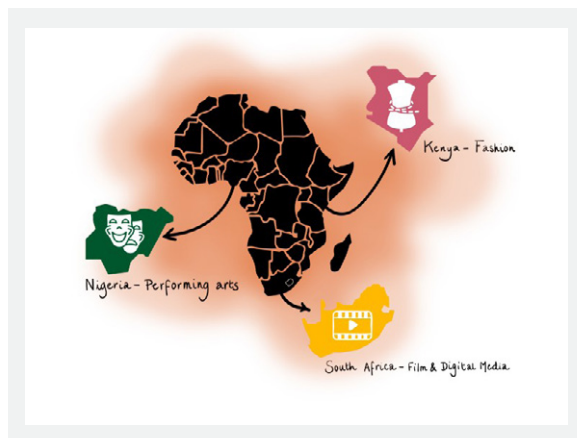 Kenya - Fashion
Nigeria - Performing arts
South Africa - Film & Digital Media